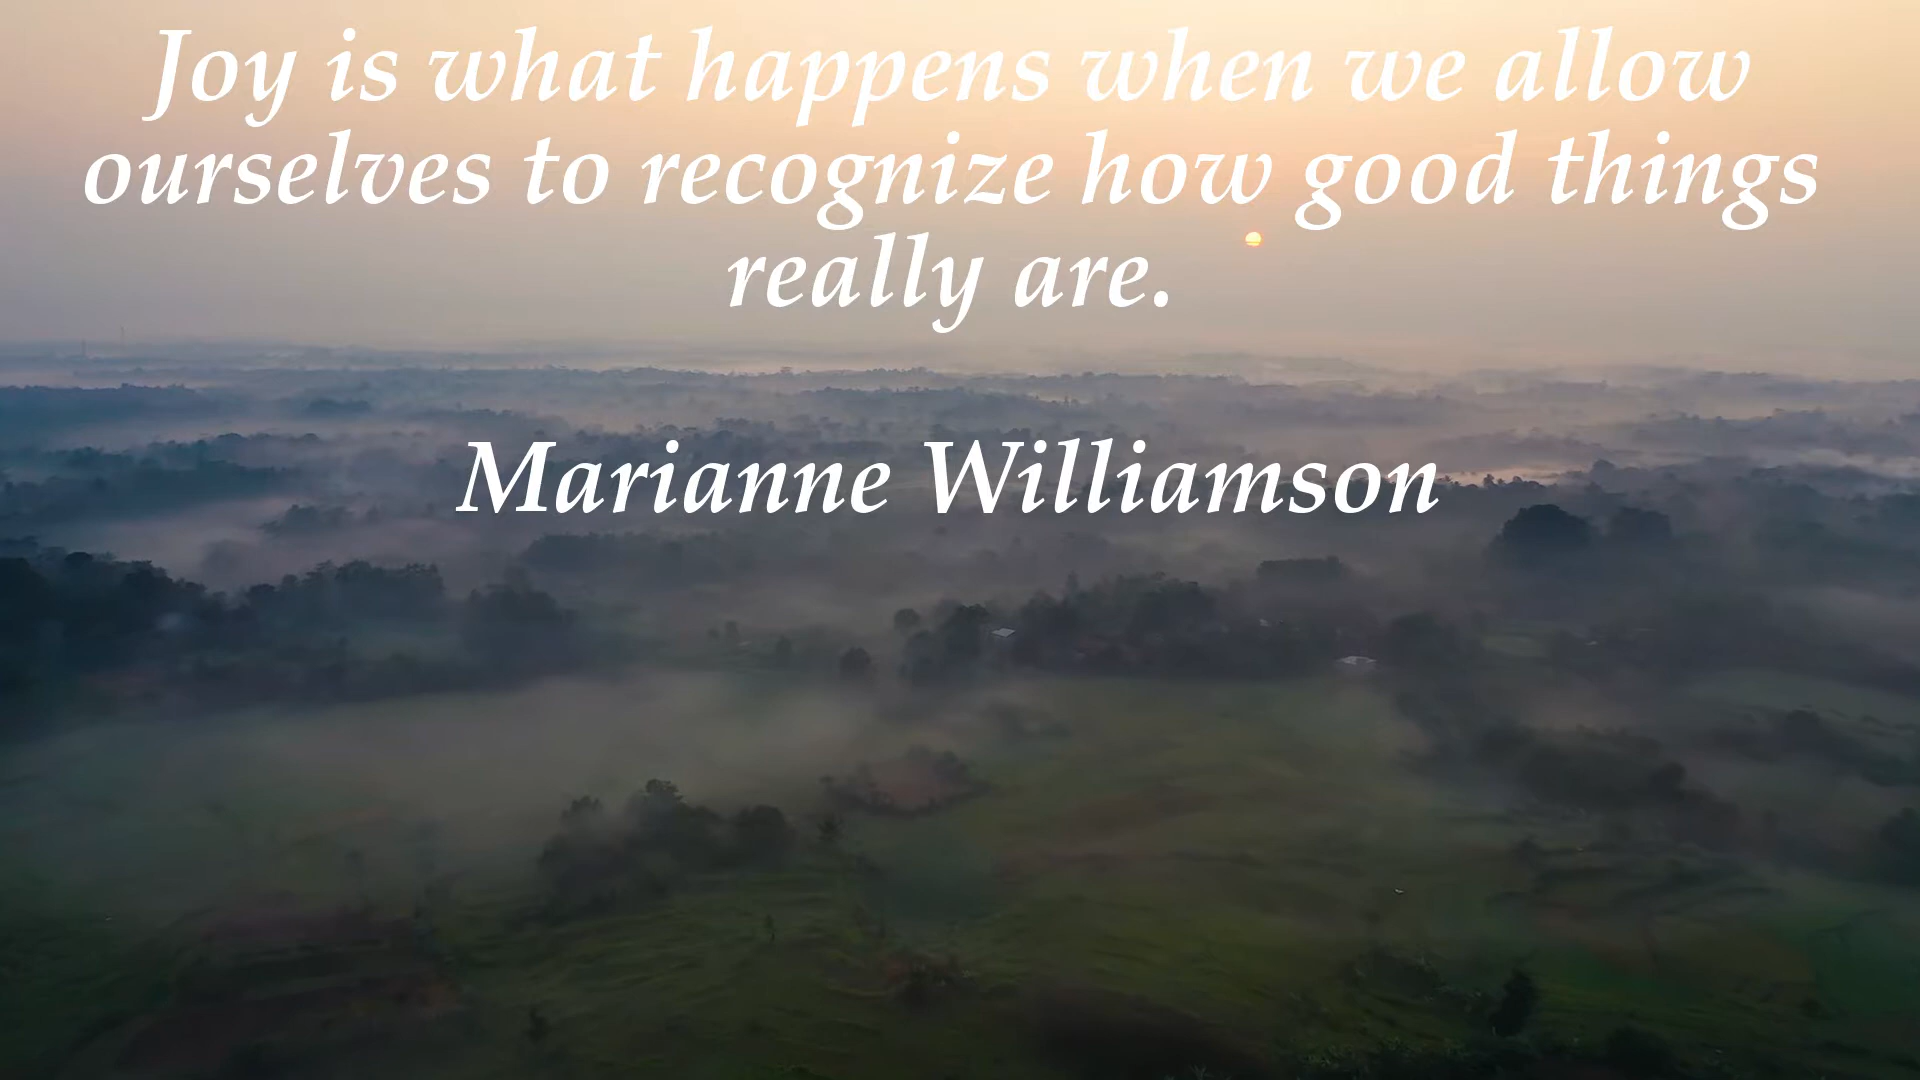 Joy is what happens when we allow
ourselves to recognize how good things
really are.
Marianne Williamson